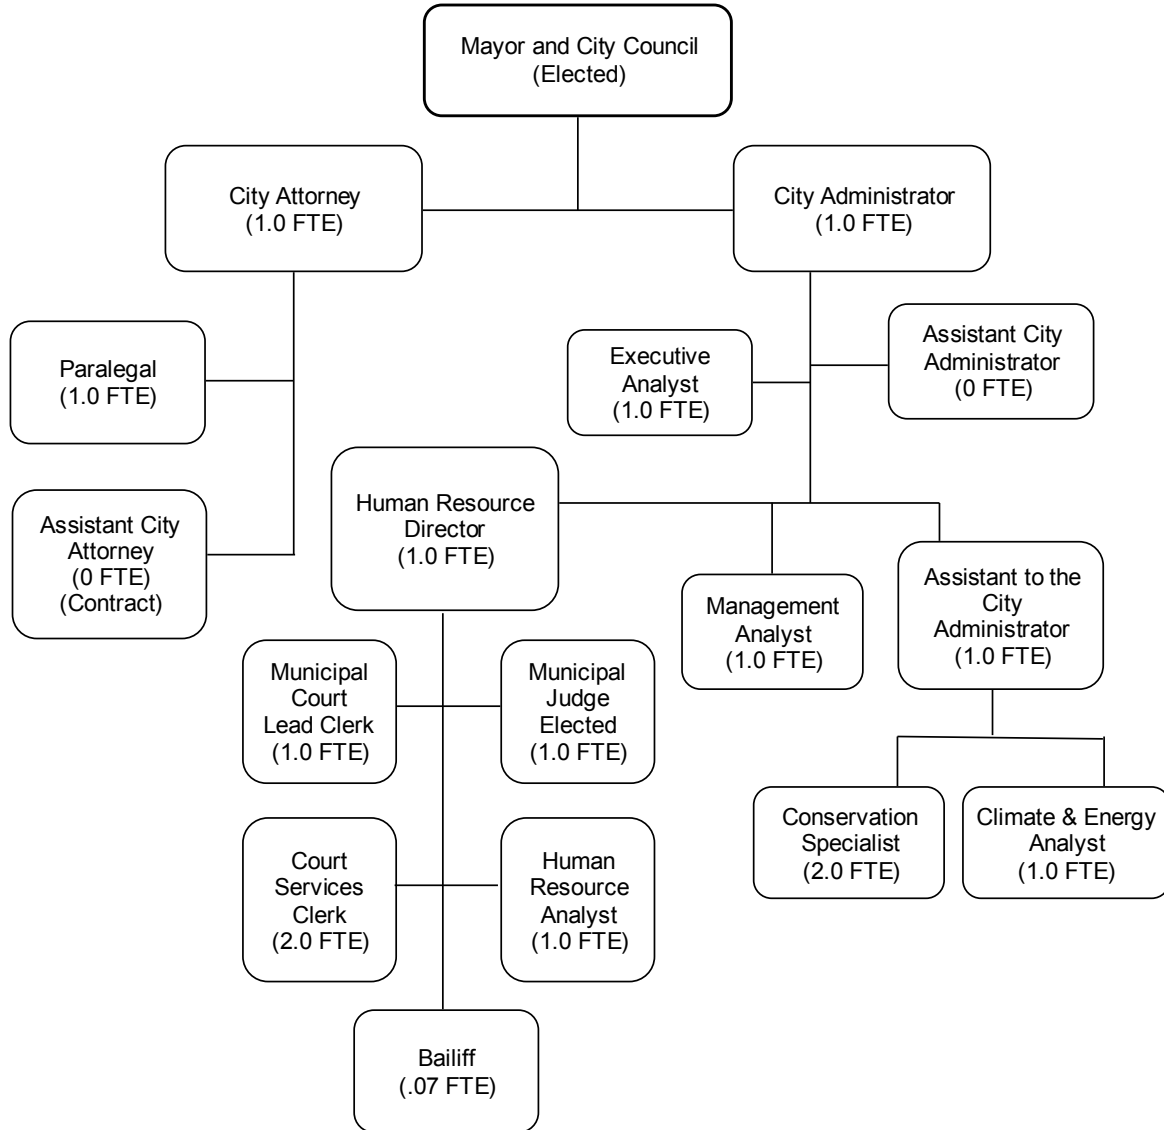 Mayor and City Council
(Elected)
City Attorney
(1.0 FTE)
City Administrator
(1.0 FTE)
Paralegal
(1.0 FTE)
Executive
Analyst
(1.0 FTE)
Assistant City
Administrator
(0 FTE)
Assistant City
Attorney
(0 FTE)
(Contract)
Human Resource
Director
(1.0 FTE)
Management
Analyst
(1.0 FTE)
Assistant to the
City
Administrator
(1.0 FTE)
Municipal
Court
Lead Clerk
(1.0 FTE)
Municipal
Judge
Elected
(1.0 FTE)
Conservation
Specialist
(2.0 FTE)
Climate & Energy
Analyst
(1.0 FTE)
Court
Services
Clerk
(2.0 FTE)
Human
Resource
Analyst
(1.0 FTE)
Bailiff
(.07 FTE)